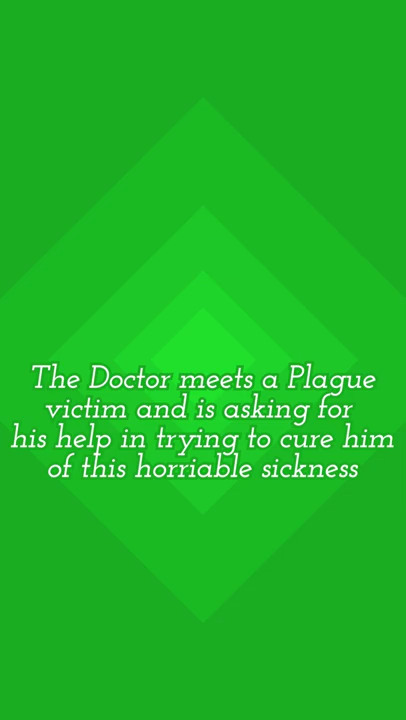 The Doctor meets a Plague
victim and is asking for
his help in trying to cure him
of this horriable sickness